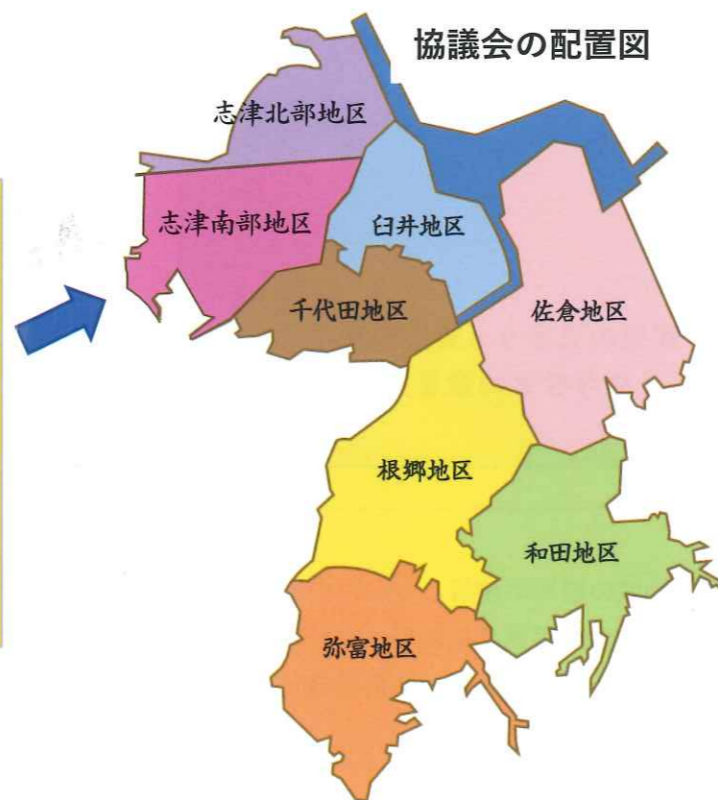 協議会の配置図
志津北部地区
志津南部地区
臼井地区
千代田地区
佐倉地区
根郷地区
和田地区
弥富地区